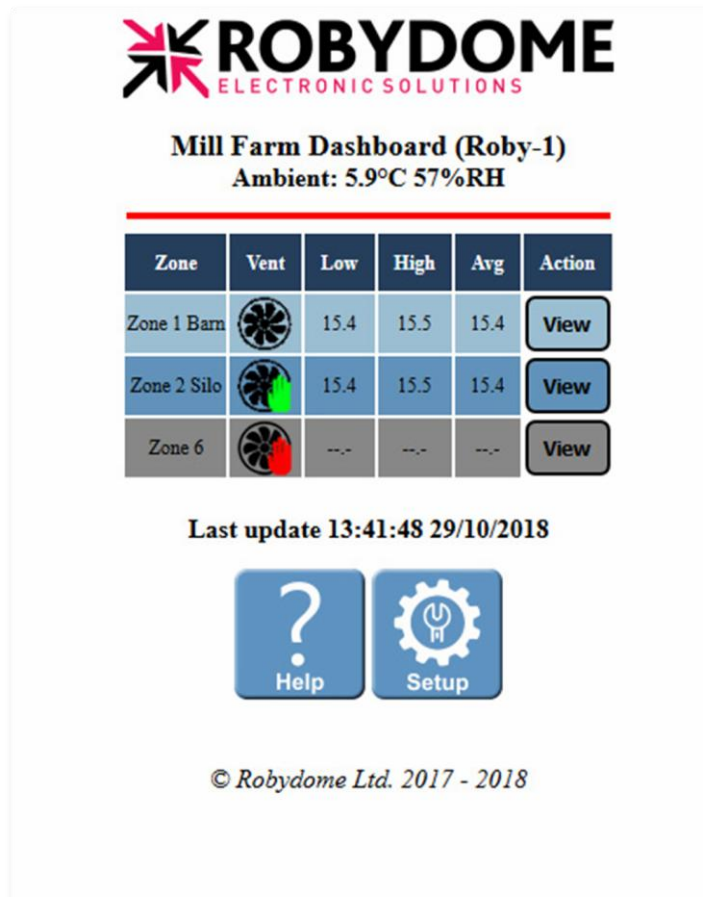 ROBYDOME
ELECTRONIC SOLUTIONS
Mill Farm Dashboard (Roby-1)
Ambient: 5.9°C 57%RH
Zone Vent Low High Avg Action
Zone 1 Barn 15.4 15.5 15.4 View
Zone 2 Silo 15.4 15.5 15.4 View
Zone 6 --.- --.- --.- View
Last update 13:41:48 29/10/2018
? 
Help Setup
© Robydome Ltd. 2017 - 2018